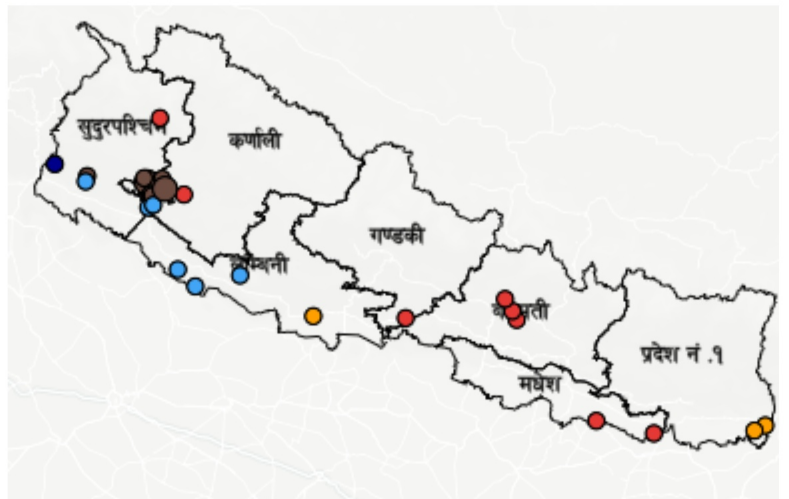 सुदुरपश्चिम
कर्णाली
गण्डकी
लुम्बिनी
बागमती
प्रदेश नं .१
मधेश